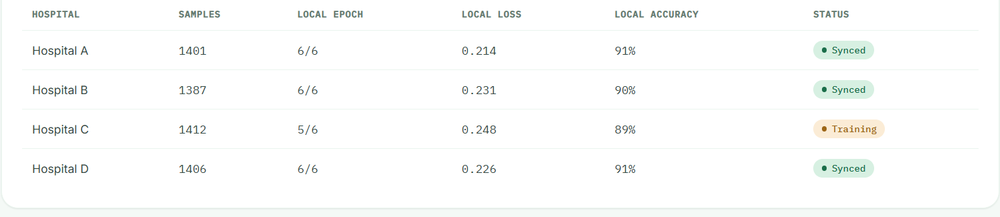 HOSPITAL SAMPLES LOCAL EPOCH LOCAL LOSS LOCAL ACCURACY STATUS
Hospital A 1401 6/6 0.214 91% Synced
Hospital B 1387 6/6 0.231 90% Synced
Hospital C 1412 5/6 0.248 89% Training
Hospital D 1406 6/6 0.226 91% Synced